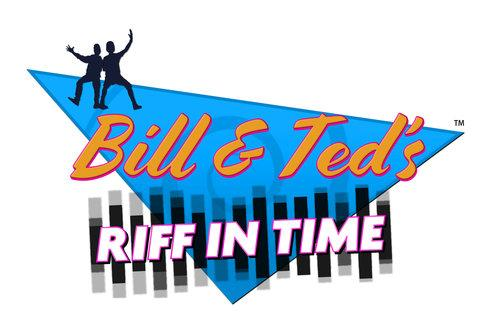 Bill & Ted's
TM
RIFF IN TIME